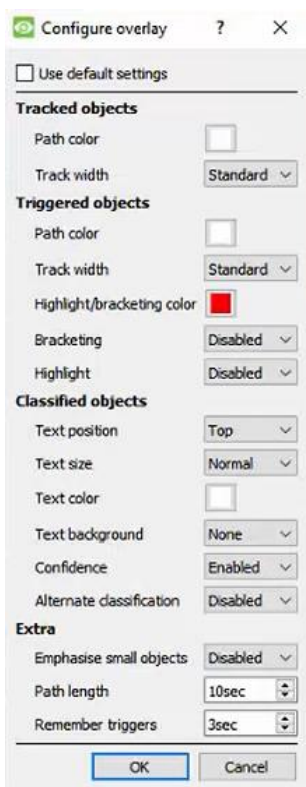 Configure overlay ? ×
Use default settings
Tracked objects
Path color
Track width Standard
Triggered objects
Path color
Track width Standard
Highlight/bracketing color
Bracketing Disabled
Highlight Disabled
Classified objects
Text position Top
Text size Normal
Text color
Text background None
Confidence Enabled
Alternate classification Disabled
Extra
Emphasise small objects Disabled
Path length 10sec
Remember triggers 3sec
OK Cancel